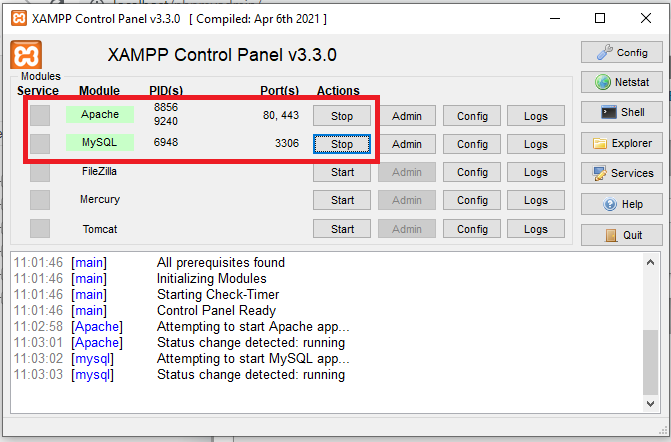 XAMPP Control Panel v3.3.0 [ Compiled: Apr 6th 2021 ]
XAMPP Control Panel v3.3.0
Config
Modules
Service Module PID(s) Port(s) Actions
Netstat
Apache 8856 9240 80, 443 Stop Admin Config Logs
Shell
MySQL 6948 3306 Stop Admin Config Logs
Explorer
FileZilla Start Admin Config Logs
Services
Mercury Start Admin Config Logs
Help
Tomcat Start Admin Config Logs
Quit
11:01:46 [main] All prerequisites found
11:01:46 [main] Initializing Modules
11:01:46 [main] Starting Check-Timer
11:01:46 [main] Control Panel Ready
11:02:58 [Apache] Attempting to start Apache app...
11:03:01 [Apache] Status change detected: running
11:03:02 [mysql] Attempting to start MySQL app...
11:03:03 [mysql] Status change detected: running